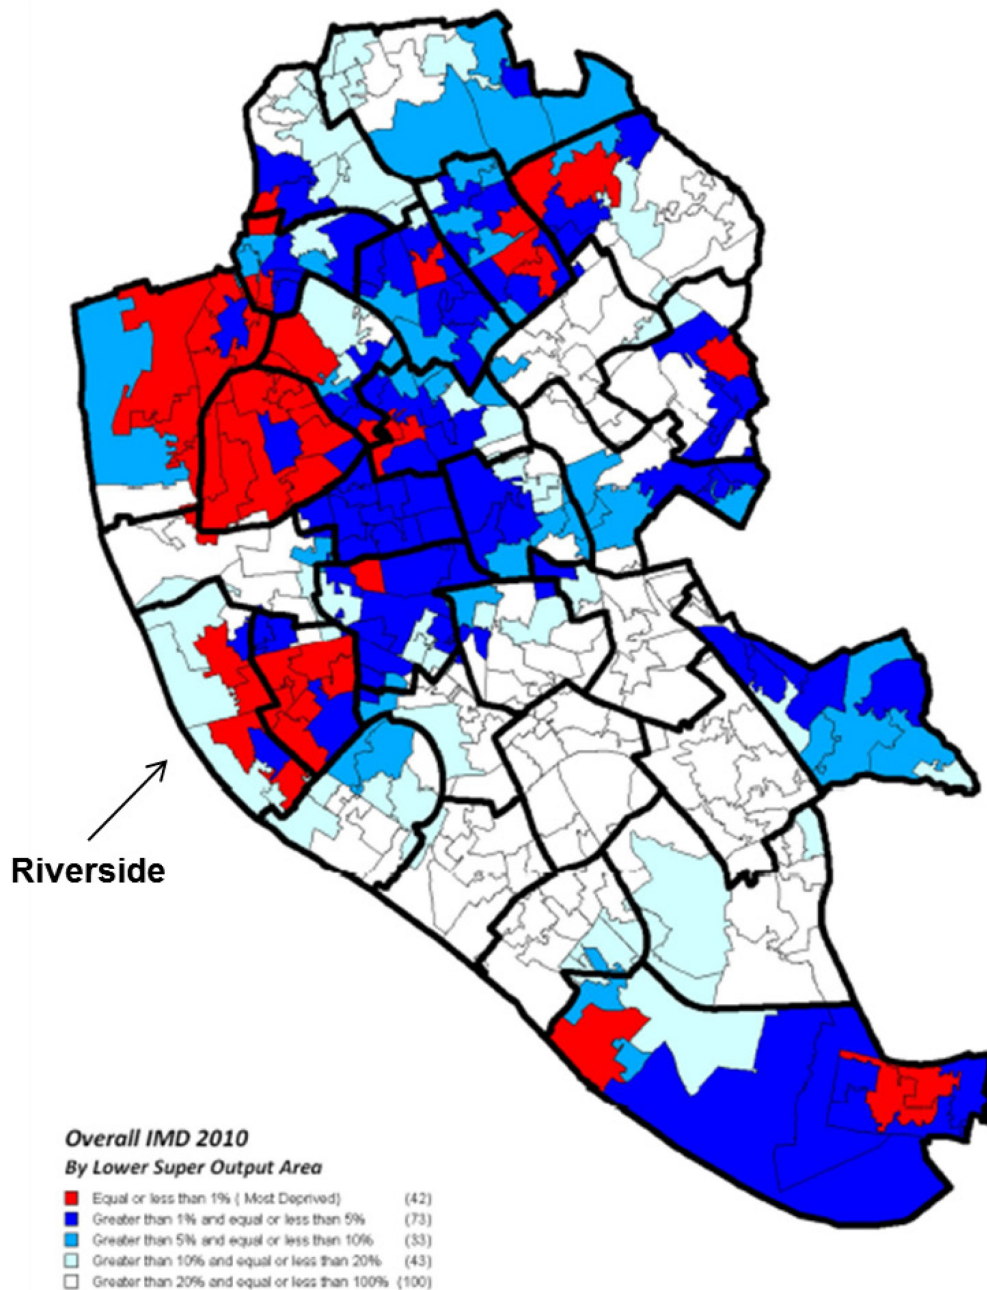 Riverside
Overall IMD 2010
By Lower Super Output Area
Equal or less than 1% ( Most Deprived) (42)
Greater than 1% and equal or less than 5% (73)
Greater than 5% and equal or less than 10% (33)
Greater than 10% and equal or less than 20% (43)
Greater than 20% and equal or less than 100% (100)